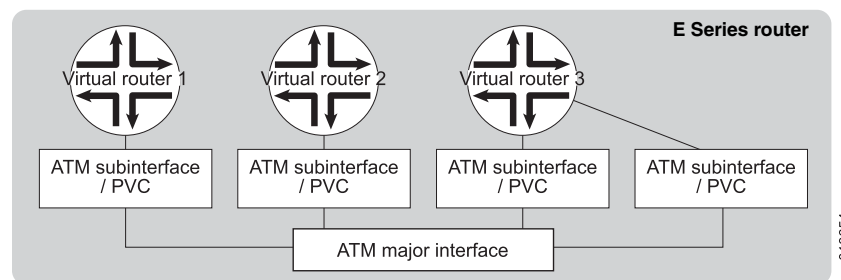 E Series router
Virtual router 1
Virtual router 2
Virtual router 3
ATM subinterface
/ PVC
ATM subinterface
/ PVC
ATM subinterface
/ PVC
ATM subinterface
/ PVC
ATM major interface